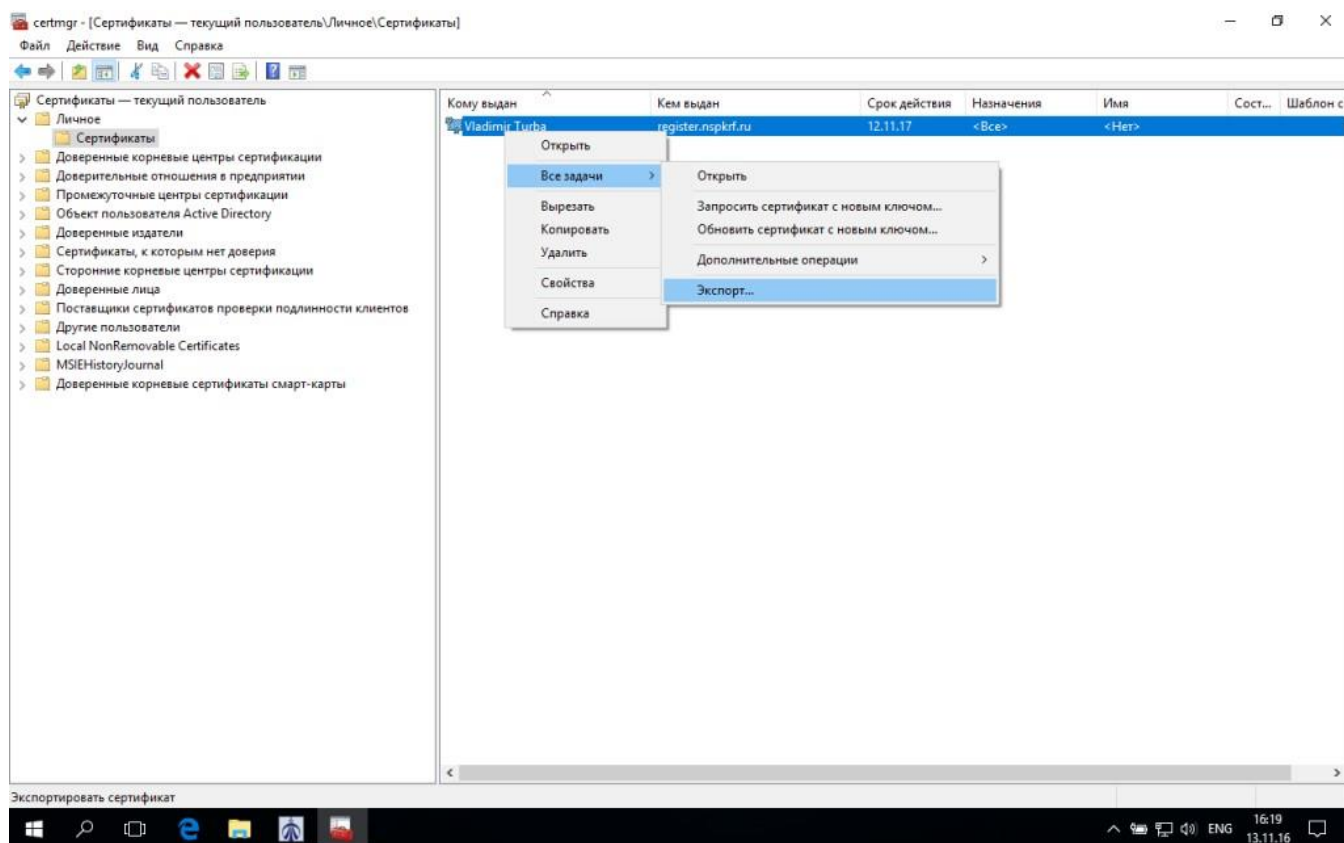 certmgr - [Сертификаты — текущий пользователь\Личное\Сертификаты]
Файл Действие Вид Справка
Сертификаты — текущий пользователь
Личное
Сертификаты
Доверенные корневые центры сертификации
Доверительные отношения в предприятии
Промежуточные центры сертификации
Объект пользователя Active Directory
Доверенные издатели
Сертификаты, к которым нет доверия
Сторонние корневые центры сертификации
Доверенные лица
Поставщики сертификатов проверки подлинности клиентов
Другие пользователи
Local NonRemovable Certificates
MSIEHistoryJournal
Доверенные корневые сертификаты смарт-карты
Кому выдан Кем выдан Срок действия Назначения Имя Сост... Шаблон с
Vladimir Turba register.nspkrf.ru 12.11.17 <Все> <Нет>
Открыть
Все задачи
Вырезать
Копировать
Удалить
Свойства
Справка
Открыть
Запросить сертификат с новым ключом...
Обновить сертификат с новым ключом...
Дополнительные операции
Экспорт...
Экспортировать сертификат
ENG
16:19
13.11.16